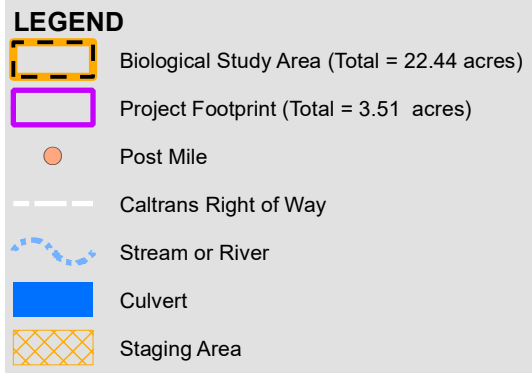 LEGEND
Biological Study Area (Total = 22.44 acres)
Project Footprint (Total = 3.51 acres)
Post Mile
Caltrans Right of Way
Stream or River
Culvert
Staging Area